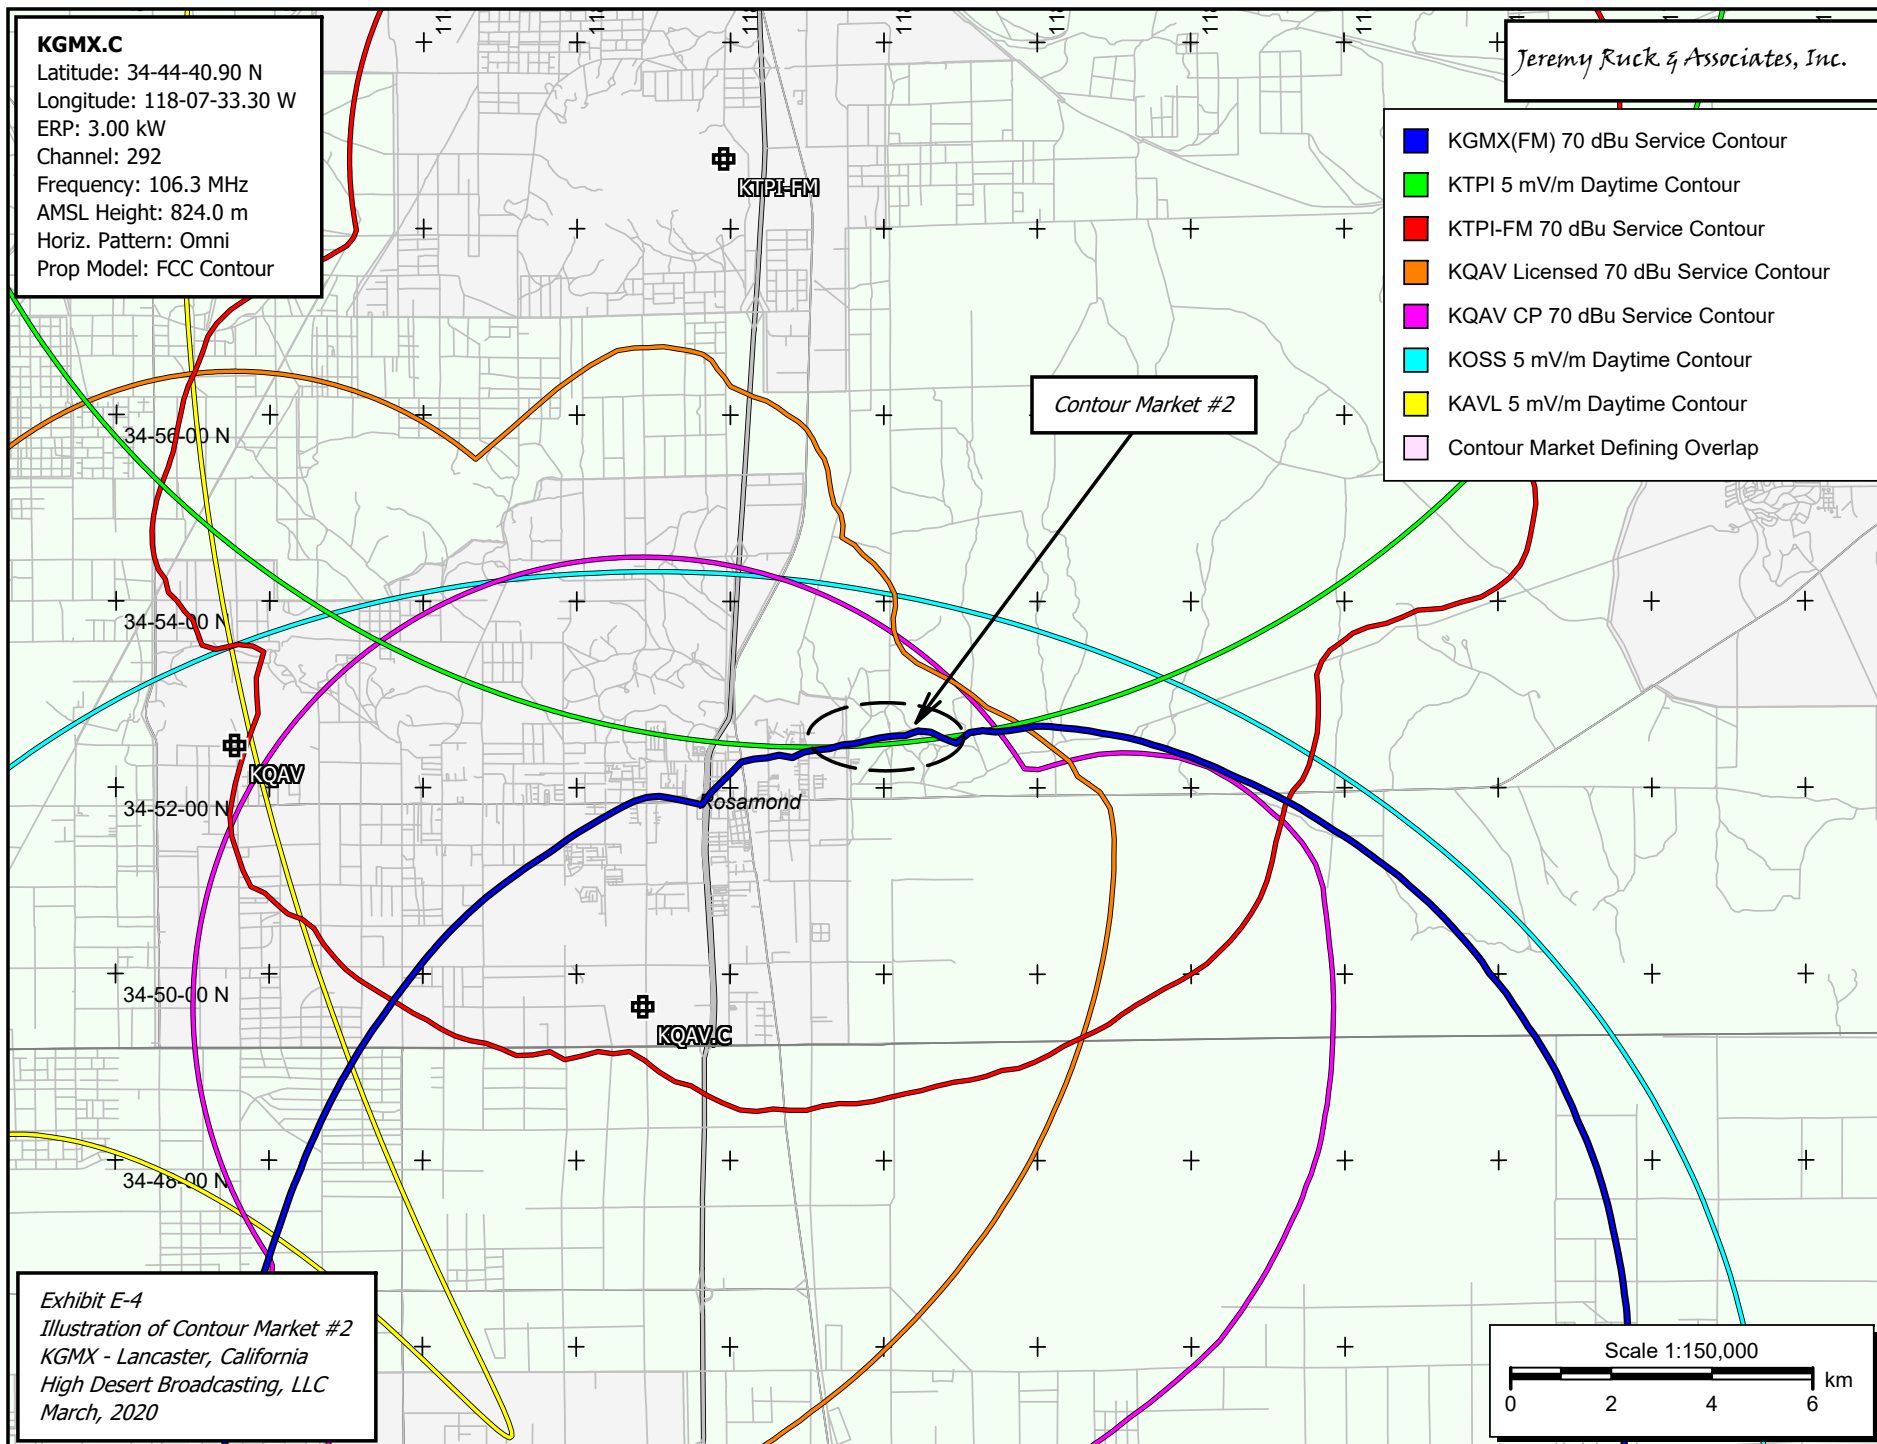 KGMX.C
Latitude: 34-44-40.90 N
Longitude: 118-07-33.30 W
ERP: 3.00 kW
Channel: 292
Frequency: 106.3 MHz
AMSL Height: 824.0 m
Horiz. Pattern: Omni
Prop Model: FCC Contour
Jeremy Ruck & Associates, Inc.
KGMX(FM) 70 dBu Service Contour
KTPI 5 mV/m Daytime Contour
KTPI-FM 70 dBu Service Contour
KQAV Licensed 70 dBu Service Contour
KQAV CP 70 dBu Service Contour
KOSS 5 mV/m Daytime Contour
KAVL 5 mV/m Daytime Contour
Contour Market Defining Overlap
KTPI-FM
Contour Market #2
34-56-00 N
34-54-00 N
KQAV
34-52-00 N
Rosamond
34-50-00 N
KQAV.C
34-48-00 N
Exhibit E-4
Illustration of Contour Market #2
KGMX - Lancaster, California
High Desert Broadcasting, LLC
March, 2020
Scale 1:150,000
0 2 4 6 km